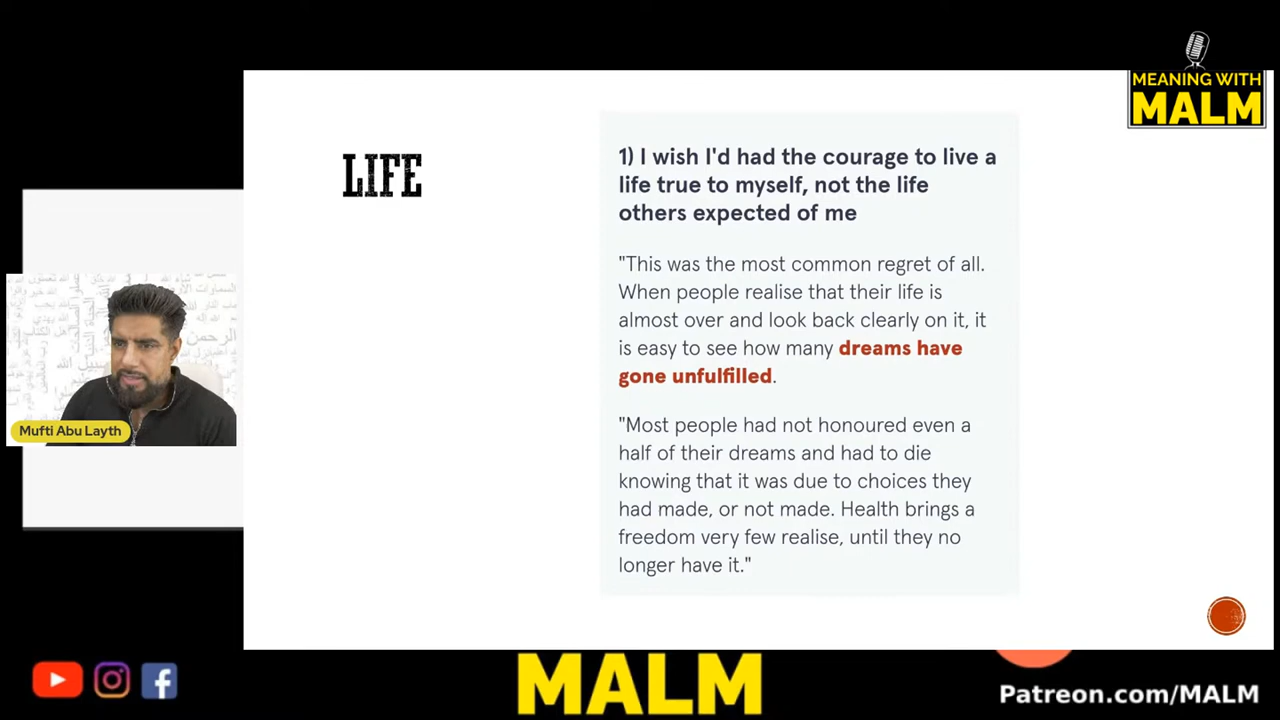 MEANING WITH
MALM
LIFE
1) I wish I'd had the courage to live a
life true to myself, not the life
others expected of me
"This was the most common regret of all.
When people realise that their life is
almost over and look back clearly on it, it
is easy to see how many dreams have
gone unfulfilled.
"Most people had not honoured even a
half of their dreams and had to die
knowing that it was due to choices they
had made, or not made. Health brings a
freedom very few realise, until they no
longer have it."
الرحمن
Mufti Abu Layth
MALM
Patreon.com/MALM